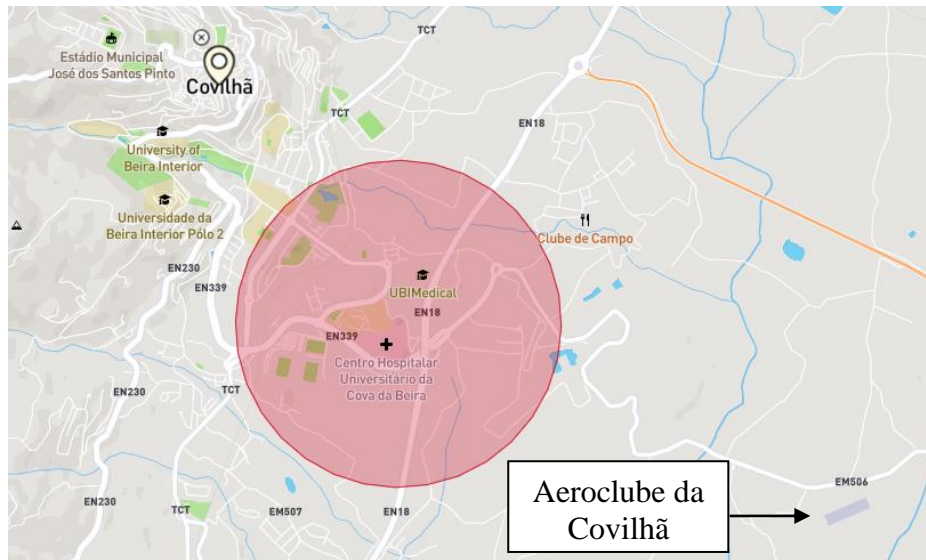 TCT
Estádio Municipal
José dos Santos Pinto
Covilhã
TCT
EN18
University of
Beira Interior
Universidade da
Beira Interior Pólo 2
Clube de Campo
EN230
EN339
UBIMedical
EN18
EN339
Centro Hospitalar
Universitário da
Cova da Beira
EN230
TCT
Aeroclube da
Covilhã
EM506
EN230
TCT
EM507
EN18